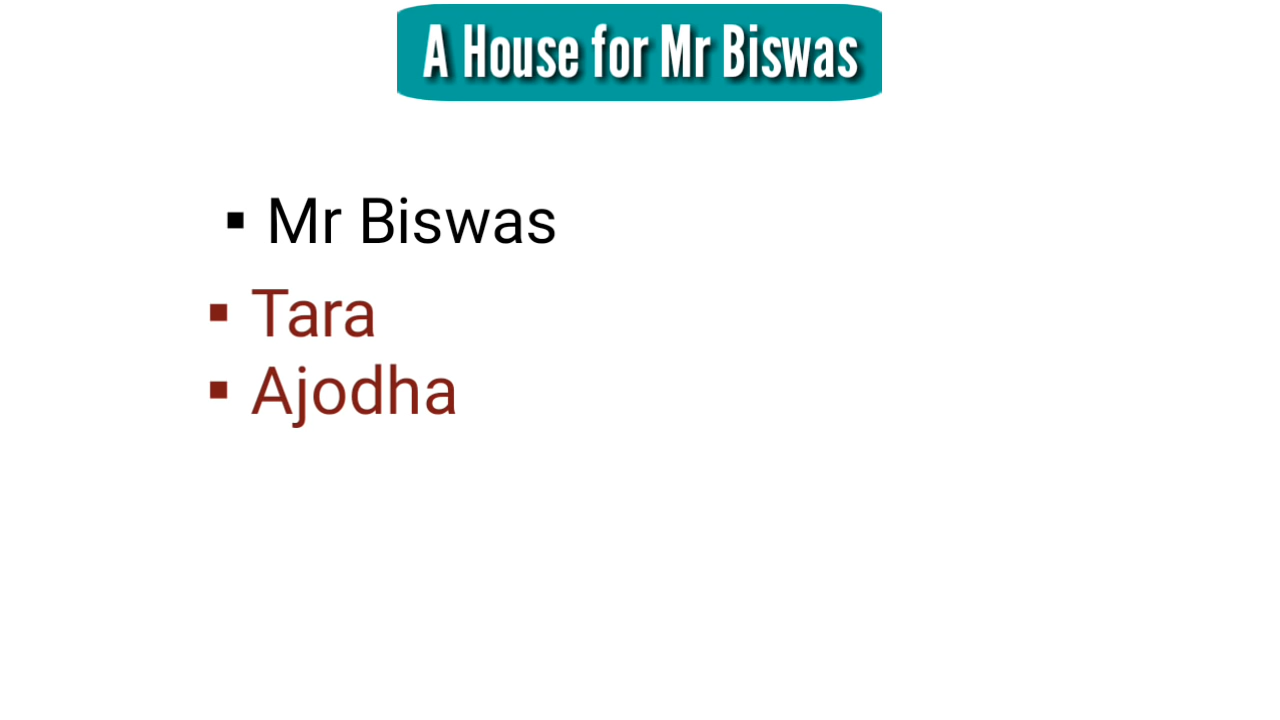 A House for Mr Biswas
▪ Mr Biswas
▪ Tara
▪ Ajodha